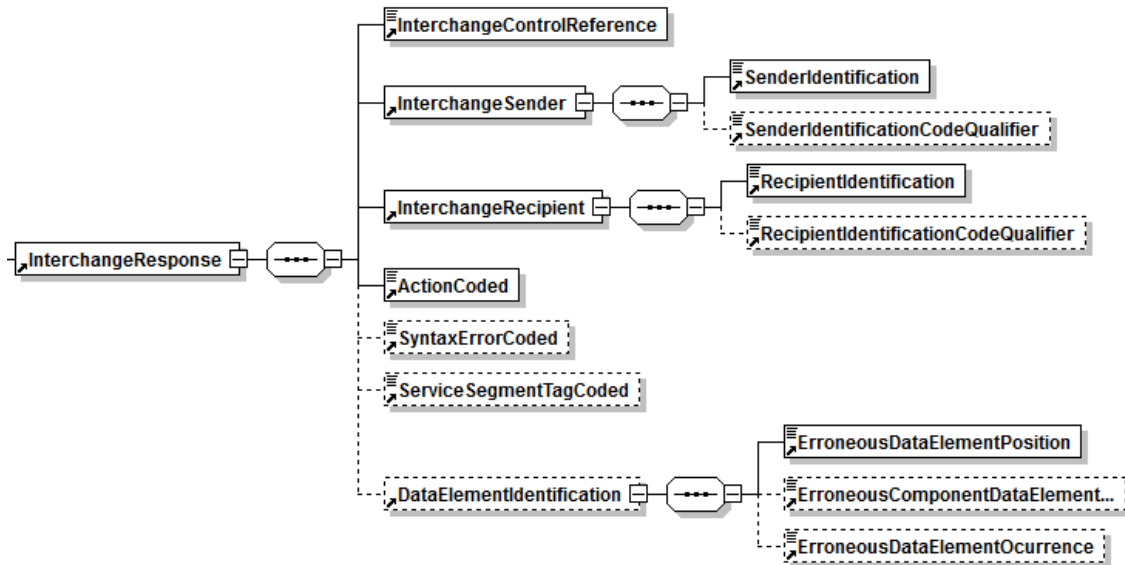 InterchangeControlReference
SenderIdentification
InterchangeSender
SenderIdentificationCodeQualifier
RecipientIdentification
InterchangeRecipient
RecipientIdentificationCodeQualifier
InterchangeResponse
ActionCoded
SyntaxErrorCoded
ServiceSegmentTagCoded
ErroneousDataElementPosition
DataElementIdentification
ErroneousComponentDataElement...
ErroneousDataElementOcurrence